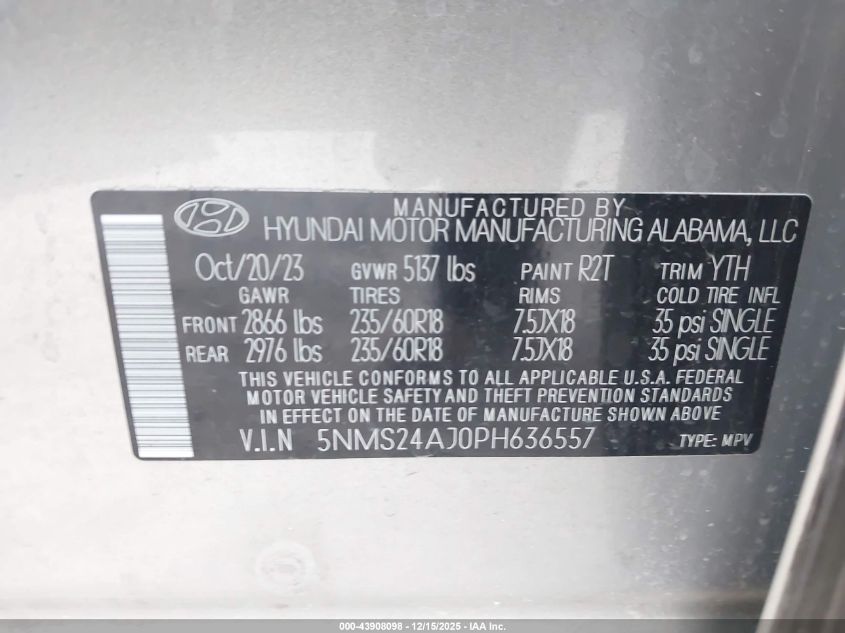 MANUFACTURED BY
HYUNDAI MOTOR MANUFACTURING ALABAMA, LLC
Oct/20/23 GVWR 5137 lbs PAINT R2T TRIM YTH
GAWR TIRES RIMS COLD TIRE INFL
FRONT 2866 lbs 235/60R18 7.5JX18 35 psi SINGLE
REAR 2976 lbs 235/60R18 7.5JX18 35 psi SINGLE
THIS VEHICLE CONFORMS TO ALL APPLICABLE U.S.A. FEDERAL
MOTOR VEHICLE SAFETY AND THEFT PREVENTION STANDARDS
IN EFFECT ON THE DATE OF MANUFACTURE SHOWN ABOVE
V.I.N 5NMS24AJ0PH636557 TYPE: MPV
000-43908098 - 12/15/2025 - IAA Inc.